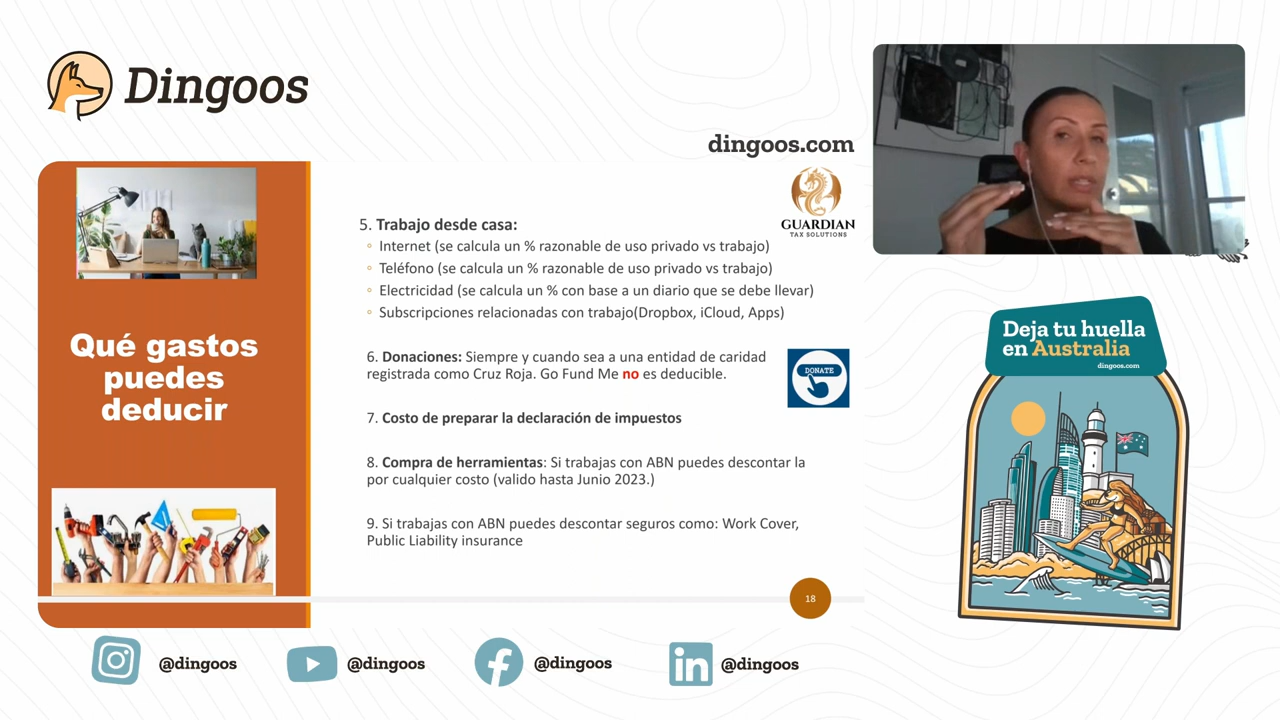 Dingoos
dingoos.com
GUARDIAN
TAX SOLUTIONS
Qué gastos
puedes
deducir
5. Trabajo desde casa:
Internet (se calcula un % razonable de uso privado vs trabajo)
Teléfono (se calcula un % razonable de uso privado vs trabajo)
Electricidad (se calcula un % con base a un diario que se debe llevar)
Subscripciones relacionadas con trabajo(Dropbox, iCloud, Apps)
6. Donaciones: Siempre y cuando sea a una entidad de caridad
registrada como Cruz Roja. Go Fund Me no es deducible.
DONATE
7. Costo de preparar la declaración de impuestos
8. Compra de herramientas: Si trabajas con ABN puedes descontar la
por cualquier costo (valido hasta Junio 2023.)
9. Si trabajas con ABN puedes descontar seguros como: Work Cover,
Public Liability insurance
18
Deja tu huella
en Australia
dingoos.com
@dingoos
@dingoos
@dingoos
in @dingoos